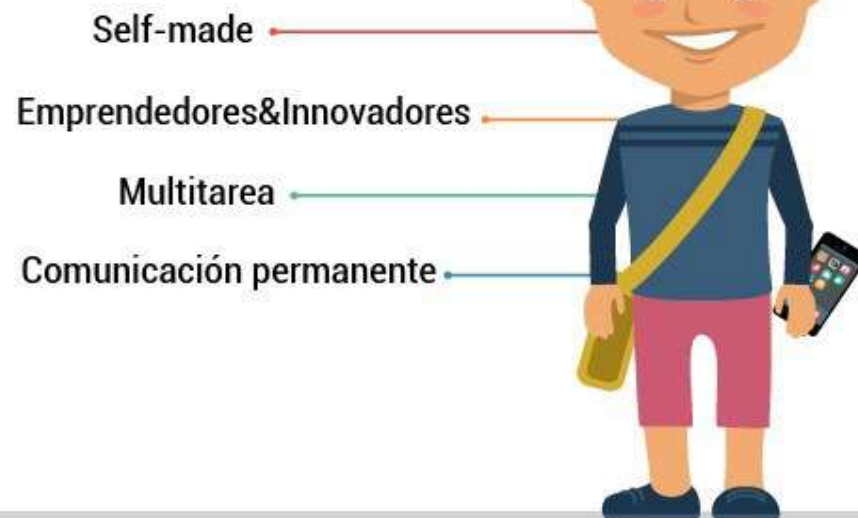 Self-made
Emprendedores&Innovadores
Multitarea
Comunicación permanente